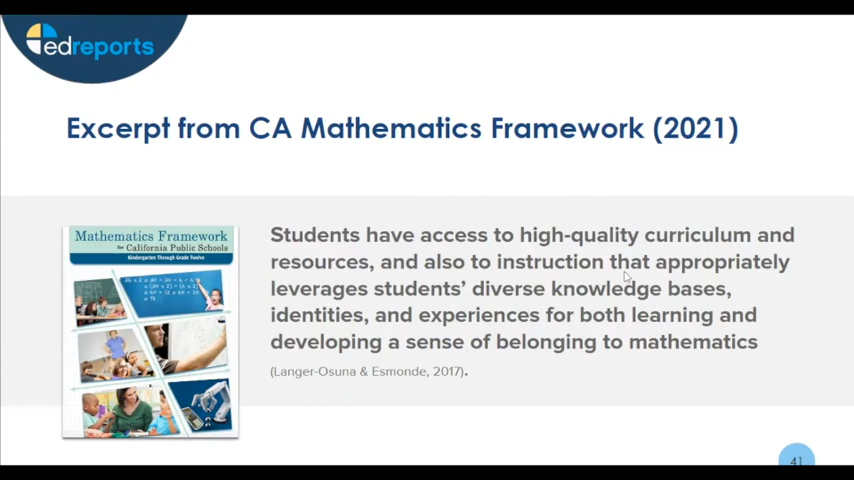 edreports
Excerpt from CA Mathematics Framework (2021)
Mathematics Framework
for California Public Schools
Kindergarten Through Grade Twelve
Students have access to high-quality curriculum and
resources, and also to instruction that appropriately
leverages students' diverse knowledge bases,
identities, and experiences for both learning and
developing a sense of belonging to mathematics
(Langer-Osuna & Esmonde, 2017).
41